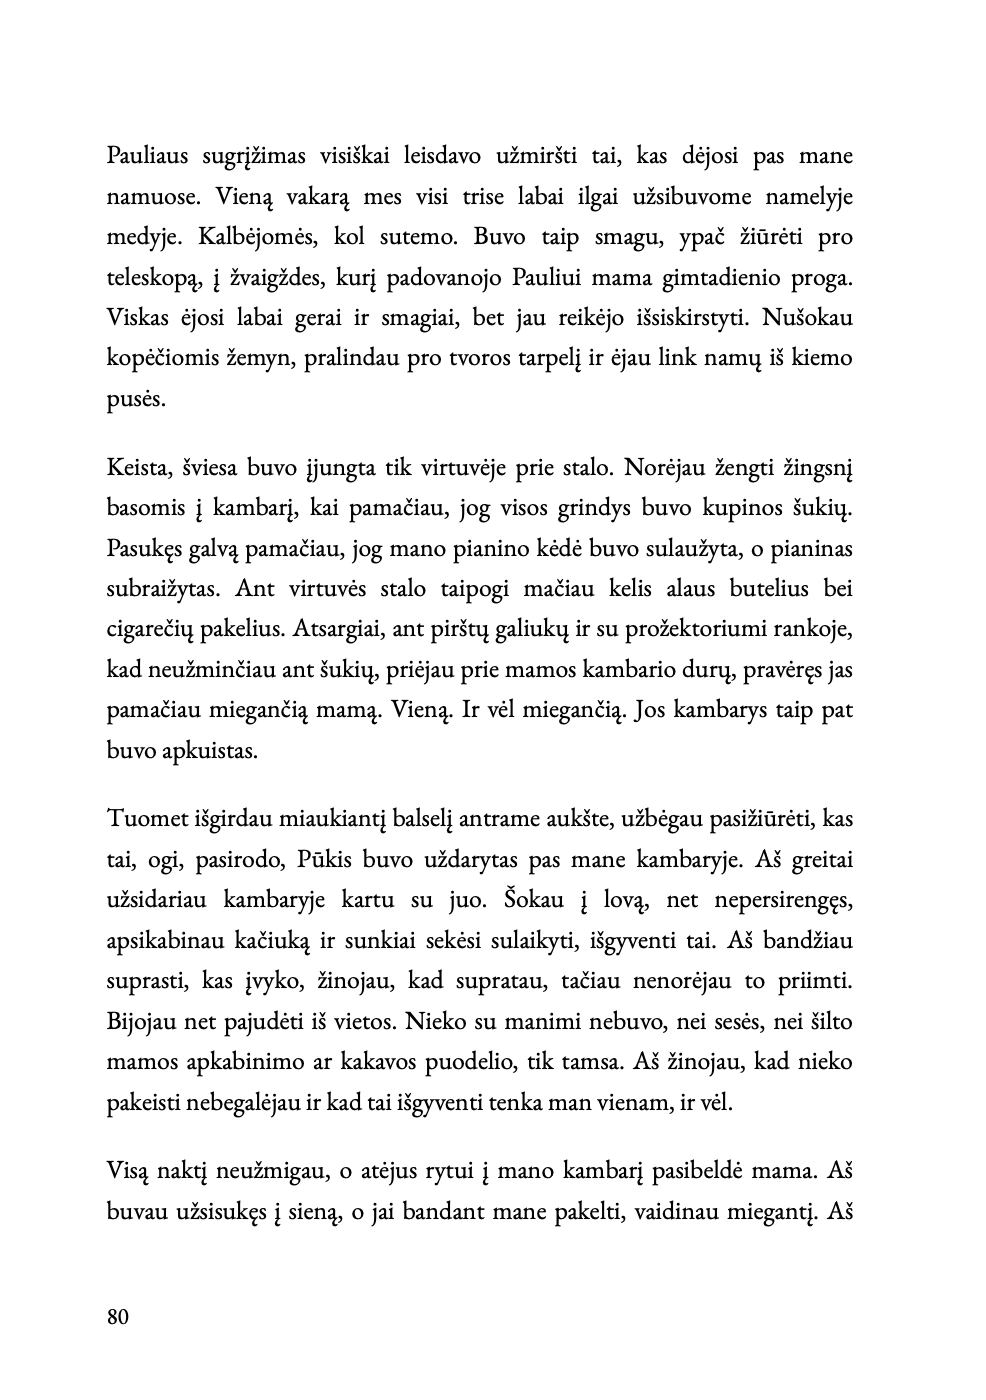 Pauliaus sugrįžimas visiškai leisdavo užmiršti tai, kas dėjosi pas mane
namuose. Vieną vakarą mes visi trise labai ilgai užsibuvome namelyje
medyje. Kalbėjomės, kol sutemo. Buvo taip smagu, ypač žiūrėti pro
teleskopą, į žvaigždes, kurį padovanojo Pauliui mama gimtadienio proga.
Viskas ėjosi labai gerai ir smagiai, bet jau reikėjo išsiskirstyti. Nušokau
kopėčiomis žemyn, pralindau pro tvoros tarpelį ir ėjau link namų iš kiemo
pusės.
Keista, šviesa buvo įjungta tik virtuvėje prie stalo. Norėjau žengti žingsnį
basomis į kambarį, kai pamačiau, jog visos grindys buvo kupinos šukių.
Pasukęs galvą pamačiau, jog mano pianino kėdė buvo sulaužyta, o pianinas
subraižytas. Ant virtuvės stalo taipogi mačiau kelis alaus butelius bei
cigarečių pakelius. Atsargiai, ant pirštų galiukų ir su prožektoriumi rankoje,
kad neužminčiau ant šukių, priėjau prie mamos kambario durų, pravėręs jas
pamačiau miegančią mamą. Vieną. Ir vėl miegančią. Jos kambarys taip pat
buvo apkuistas.
Tuomet išgirdau miaukiantį balselį antrame aukšte, užbėgau pasižiūrėti, kas
tai, ogi, pasirodo, Pūkis buvo uždarytas pas mane kambaryje. Aš greitai
užsidariau kambaryje kartu su juo. Šokau į lovą, net nepersirengęs,
apsikabinau kačiuką ir sunkiai sekėsi sulaikyti, išgyventi tai. Aš bandžiau
suprasti, kas įvyko, žinojau, kad supratau, tačiau nenorėjau to priimti.
Bijojau net pajudėti iš vietos. Nieko su manimi nebuvo, nei sesės, nei šilto
mamos apkabinimo ar kakavos puodelio, tik tamsa. Aš žinojau, kad nieko
pakeisti nebegalėjau ir kad tai išgyventi tenka man vienam, ir vėl.
Visą naktį neužmigau, o atėjus rytui į mano kambarį pasibeldė mama. Aš
buvau užsisukęs į sieną, o jai bandant mane pakelti, vaidinau miegantį. Aš
80